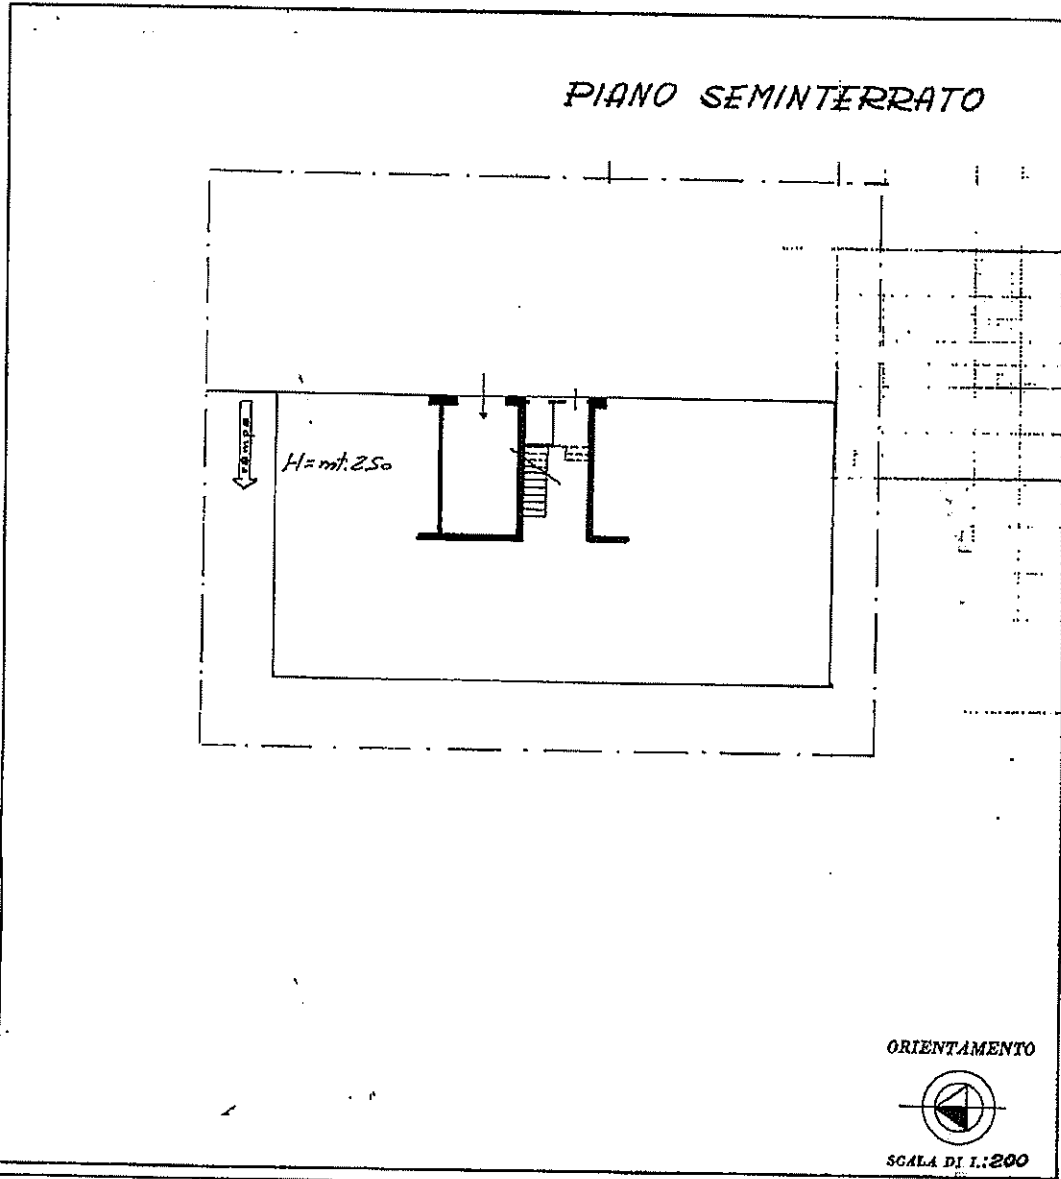 PIANO SEMINTERRATO
rampa
H=mt.2.50
ORIENTAMENTO
SCALA DI 1:200